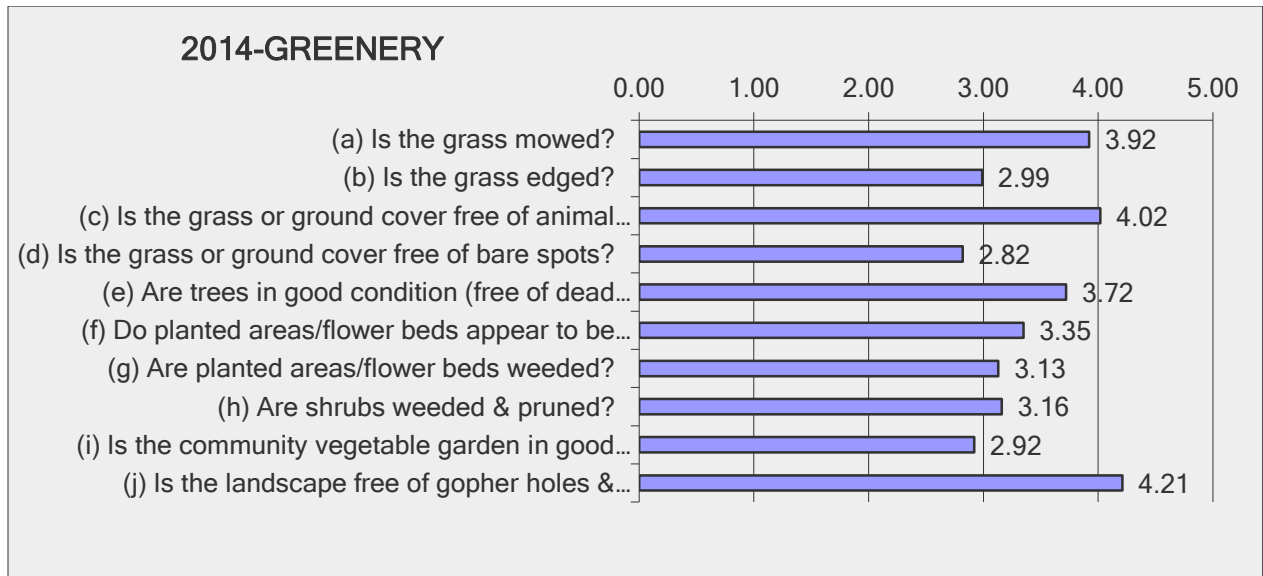 2014-GREENERY
0.00 1.00 2.00 3.00 4.00 5.00
(a) Is the grass mowed? 3.92
(b) Is the grass edged? 2.99
(c) Is the grass or ground cover free of animal… 4.02
(d) Is the grass or ground cover free of bare spots? 2.82
(e) Are trees in good condition (free of dead… 3.72
(f) Do planted areas/flower beds appear to be… 3.35
(g) Are planted areas/flower beds weeded? 3.13
(h) Are shrubs weeded & pruned? 3.16
(i) Is the community vegetable garden in good… 2.92
(j) Is the landscape free of gopher holes &… 4.21